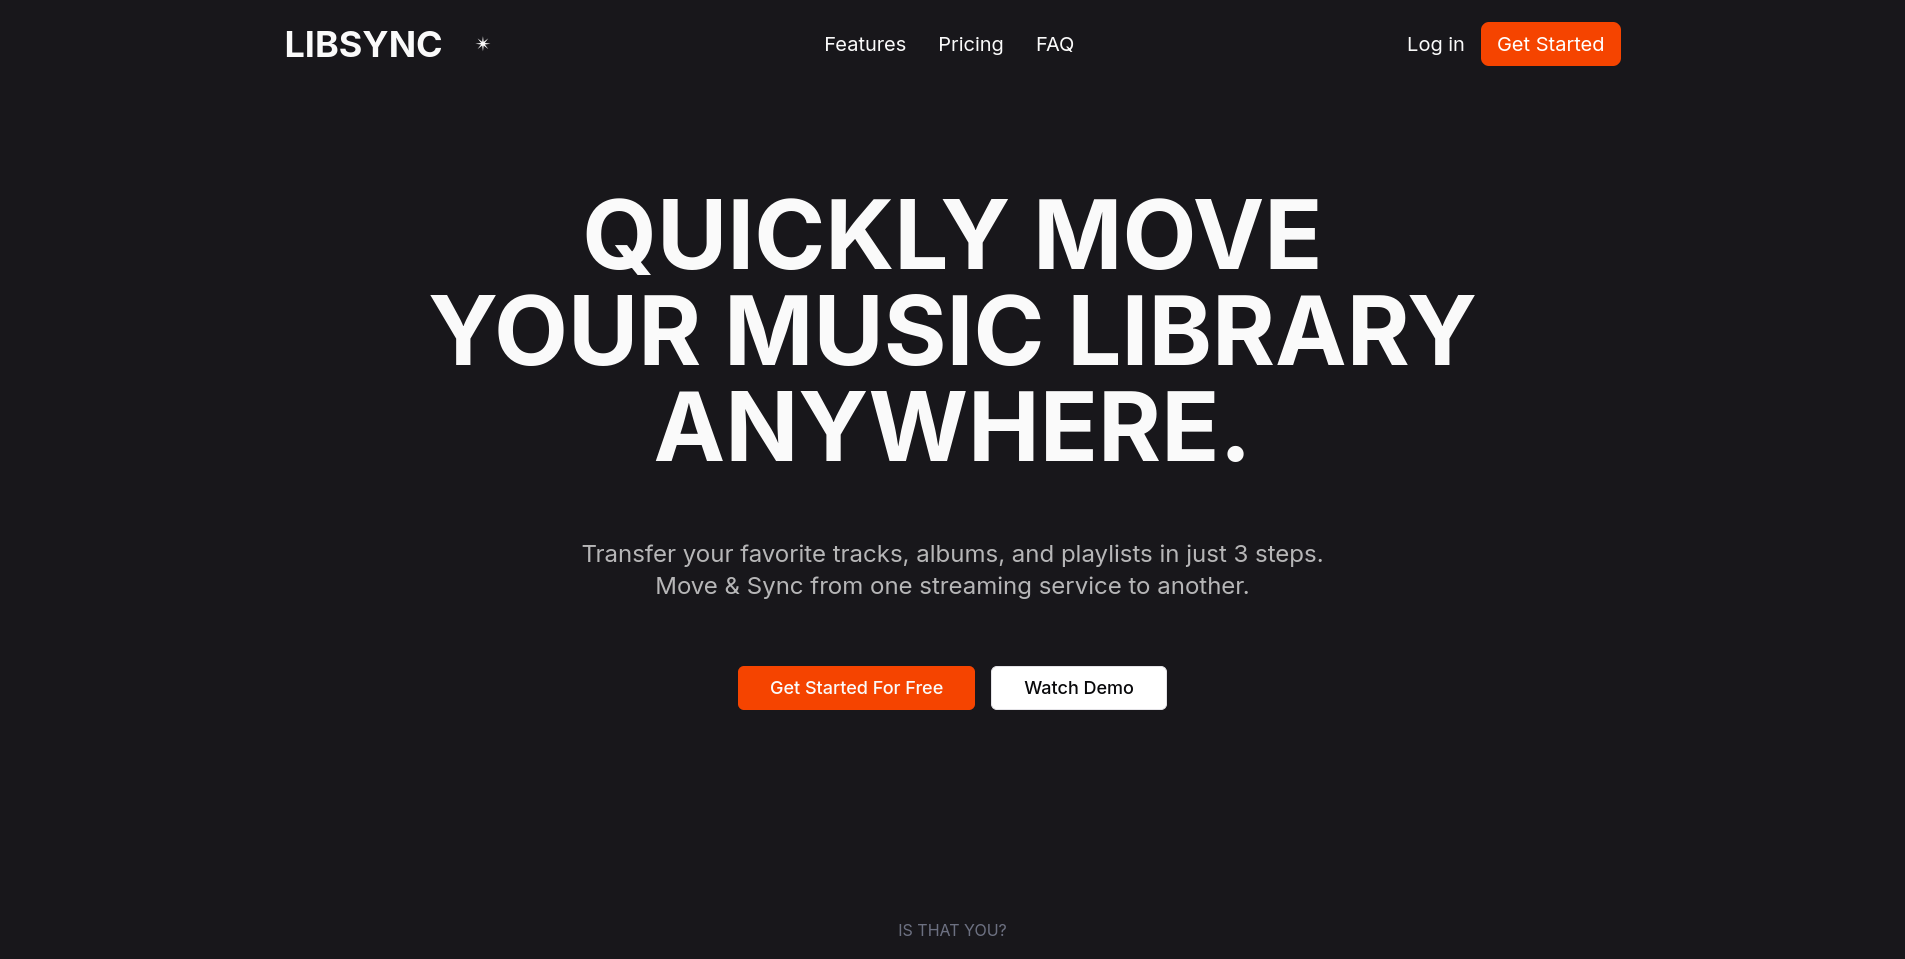 LIBSYNC
Features Pricing FAQ
Log in Get Started
QUICKLY MOVE
YOUR MUSIC LIBRARY
ANYWHERE.
Transfer your favorite tracks, albums, and playlists in just 3 steps.
Move & Sync from one streaming service to another.
Get Started For Free Watch Demo
IS THAT YOU?